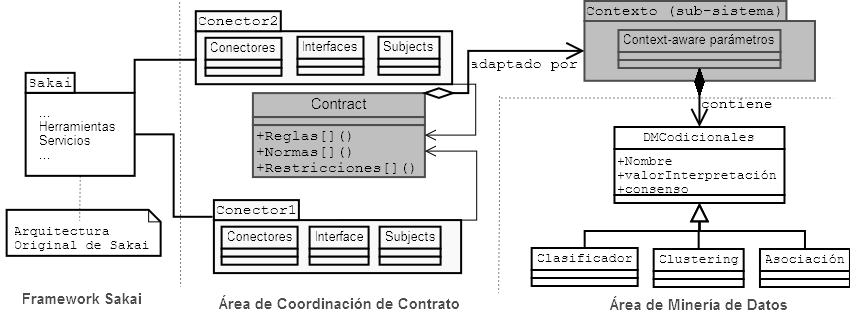 Conector2
Contexto (sub-sistema)
Conectores
Interfaces
Subjects
Context-aware parámetros
adaptado por
Sakai
...
Herramientas
Servicios
...
Contract
+Reglas[]()
+Normas[]()
+Restricciones[]()
contiene
DMCodicionales
+Nombre
+valorInterpretación
+consenso
Arquitectura
Original de Sakai
Conector1
Conectores
Interface
Subjects
Clasificador
Clustering
Asociación
Framework Sakai
Área de Coordinación de Contrato
Área de Minería de Datos